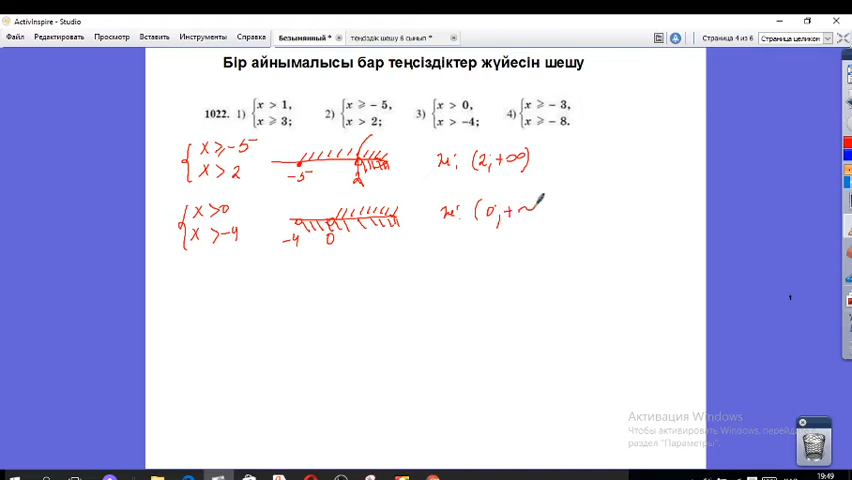 ActivInspire - Studio
Файл Редактировать Просмотр Вставить Инструменты Справка Безымянный * теңсіздік шешу 6 сынып * Страница 4 из 6 Страница целиком
Бір айнымалысы бар теңсіздіктер жүйесін шешу
1022. 1) { x > 1, 2) { x ⩾ – 5, 3) { x > 0, 4) { x ⩾ – 3,
x ⩾ 3; x > 2; x > –4; x ⩾ – 8.
{ x ≥ -5
x > 2 -5 2 ж: (2; +∞)
{ x > 0
x > -4 -4 0 ж: (0; +
Активация Windows
Чтобы активировать Windows, перейдите в
раздел "Параметры".
19:49